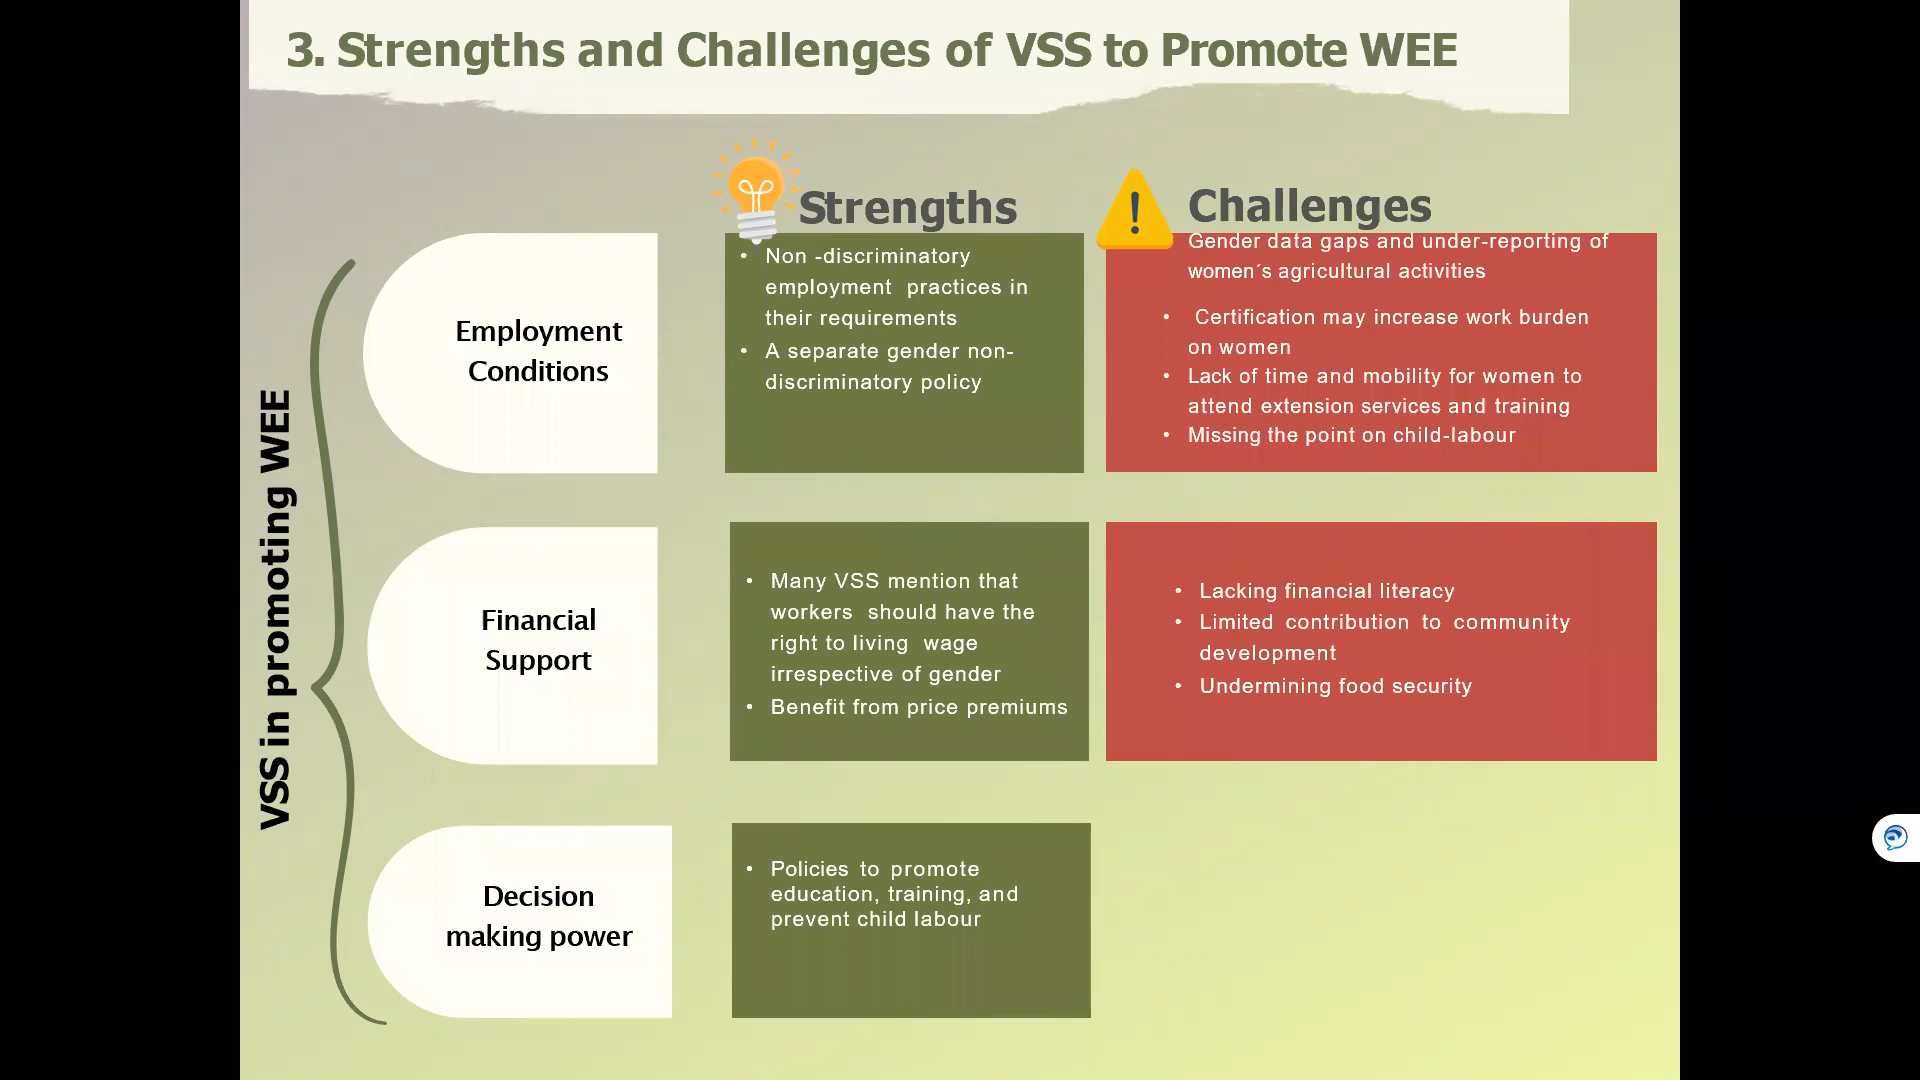 3. Strengths and Challenges of VSS to Promote WEE
Strengths
Challenges
VSS in promoting WEE
Employment
Conditions
• Non -discriminatory
employment practices in
their requirements
• A separate gender non-
discriminatory policy
Gender data gaps and under-reporting of
women´s agricultural activities
• Certification may increase work burden
on women
• Lack of time and mobility for women to
attend extension services and training
• Missing the point on child-labour
Financial
Support
• Many VSS mention that
workers should have the
right to living wage
irrespective of gender
• Benefit from price premiums
• Lacking financial literacy
• Limited contribution to community
development
• Undermining food security
Decision
making power
• Policies to promote
education, training, and
prevent child labour